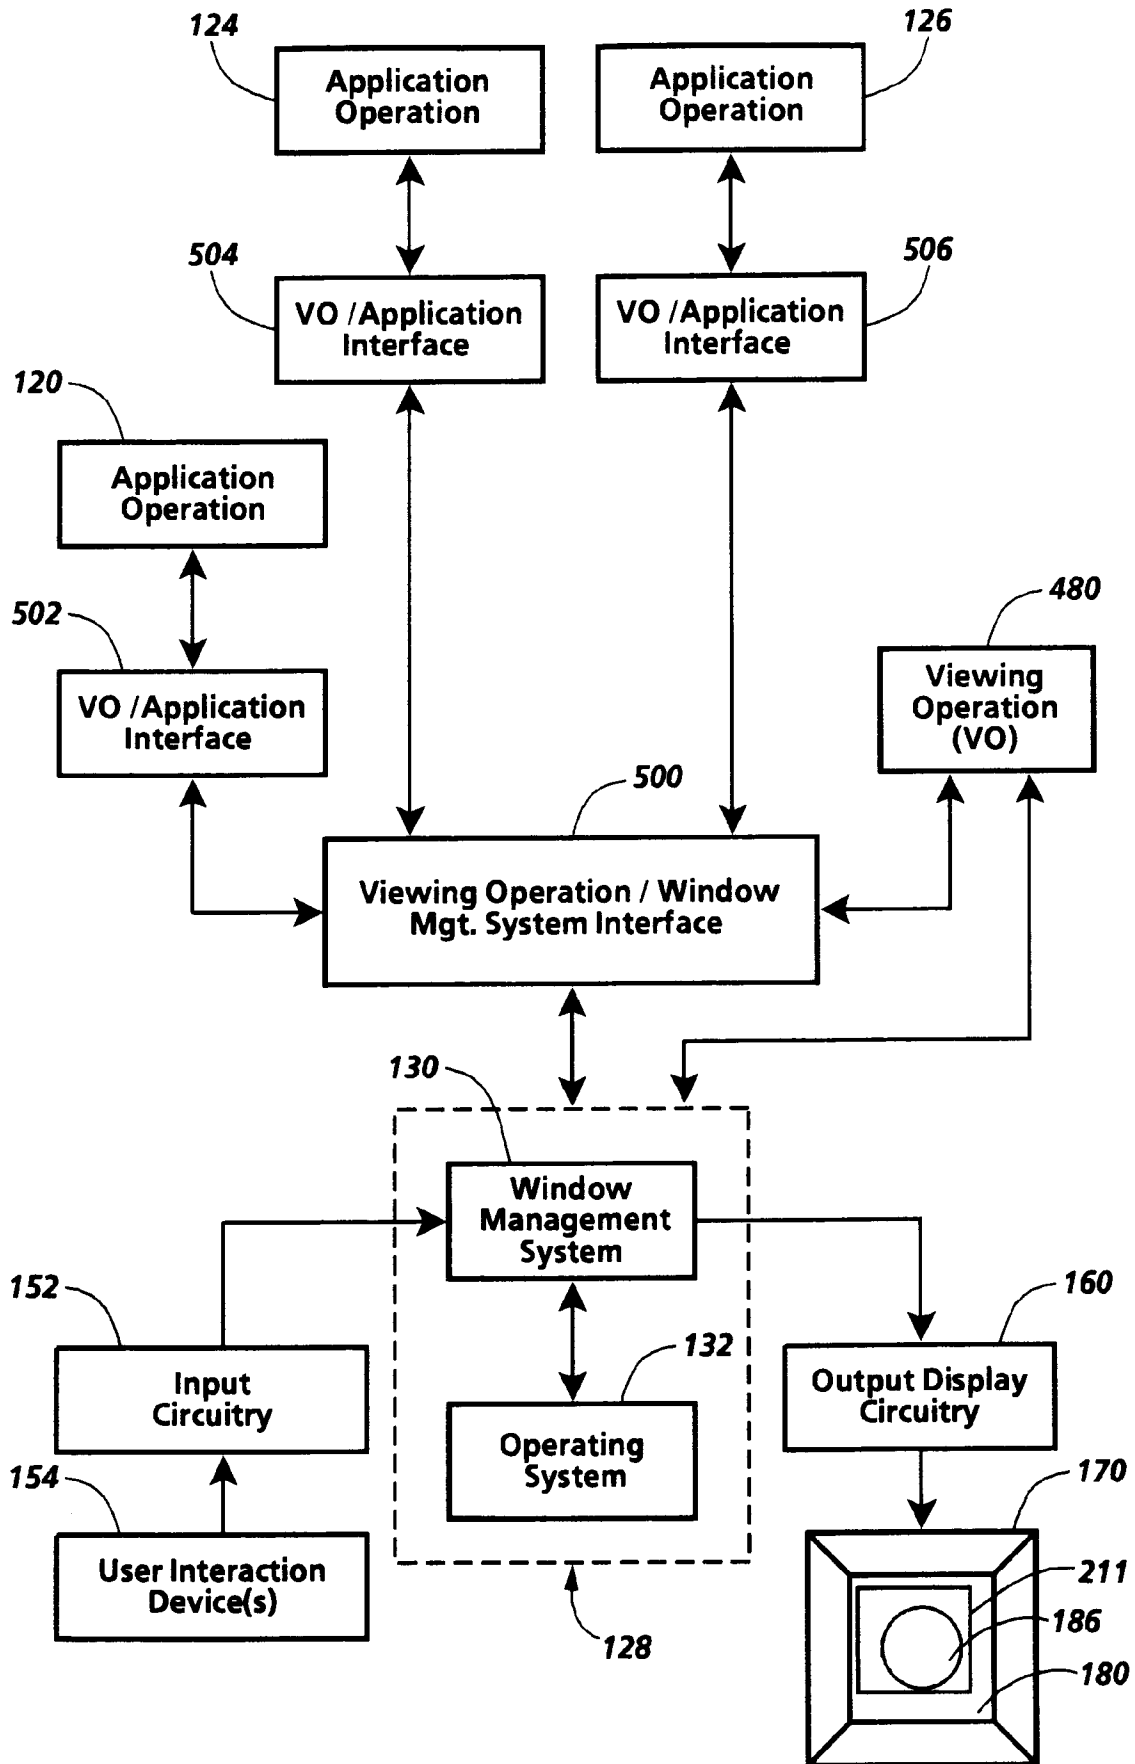 124
126
Application
Operation
Application
Operation
504
506
VO /Application
Interface
VO /Application
Interface
120
Application
Operation
502
480
VO /Application
Interface
Viewing
Operation
(VO)
500
Viewing Operation / Window
Mgt. System Interface
130
Window
Management
System
152
160
132
Input
Circuitry
Output Display
Circuitry
Operating
System
154
170
User Interaction
Device(s)
211
186
128
180